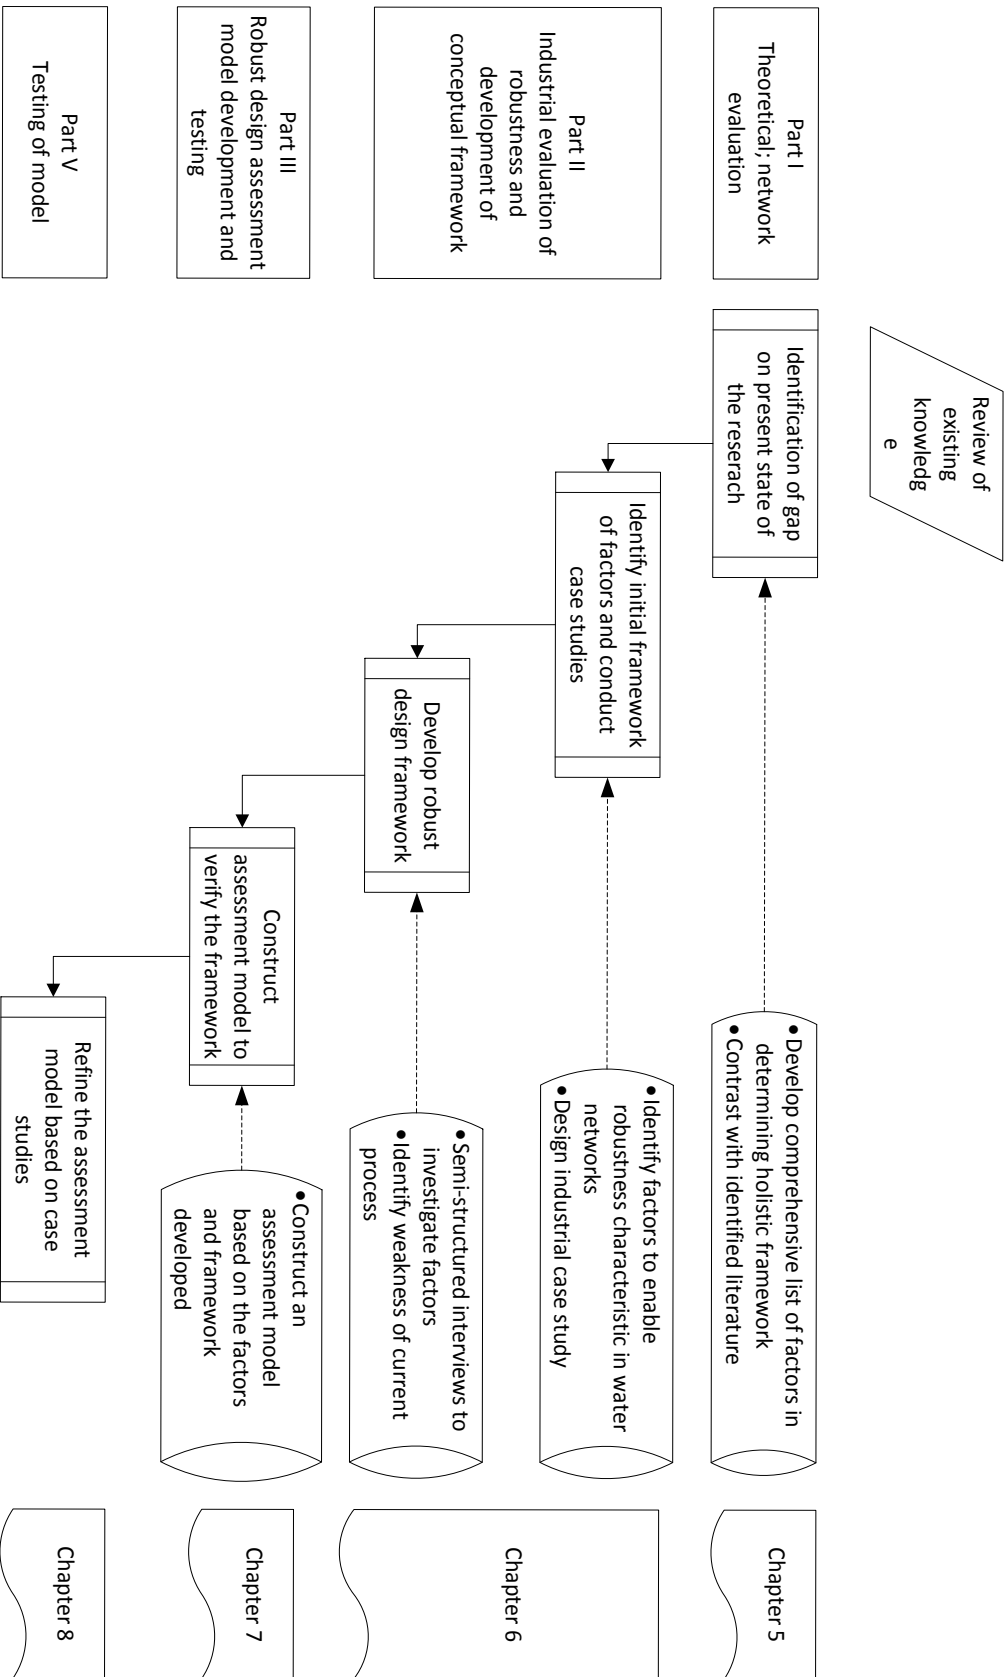 Review of
existing
knowledg
e
Part I
Theoretical; network
evaluation
Identification of gap
on present state of
the reserach
• Develop comprehensive list of factors in
determining holistic framework
• Contrast with identified literature
Chapter 5
Part II
Industrial evaluation of
robustness and
development of
conceptual framework
Identify initial framework
of factors and conduct
case studies
• Identify factors to enable
robustness characteristic in water
networks
• Design industrial case study
Chapter 6
Develop robust
design framework
• Semi-structured interviews to
investigate factors
• Identify weakness of current
process
Part III
Robust design assessment
model development and
testing
Construct
assessment model to
verify the framework
• Construct an
assessment model
based on the factors
and framework
developed
Chapter 7
Part V
Testing of model
Refine the assessment
model based on case
studies
Chapter 8